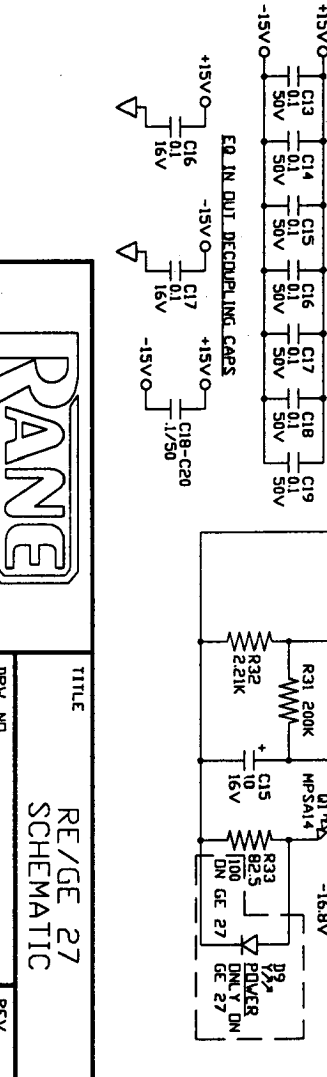 +15V
C13 0.1 50V
C14 0.1 50V
C15 0.1 50V
C16 0.1 50V
C17 0.1 50V
C18 0.1 50V
C19 0.1 50V
-15V
EQ IN OUT DECOUPLING CAPS
+15V
C16
0.1
16V
-15V
C17
0.1
16V
+15V
C18-C20
.1/50
-15V
MPSA14
-16.8V
R31 200K
R32
2.21K
+
C15
10
16V
R33
82.5
100
ON GE 27
D9
POWER
ONLY ON
GE 27
RANE
TITLE
RE/GE 27
SCHEMATIC
REV